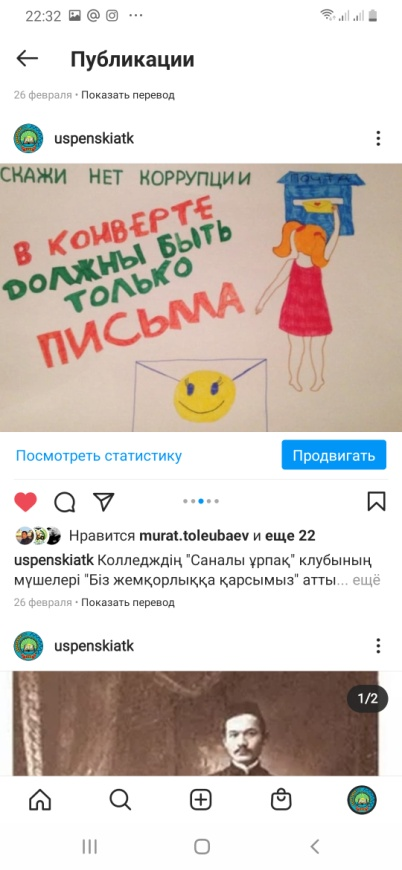 22:32
Публикации
26 февраля • Показать перевод
uspenskiatk
СКАЖИ НЕТ КОРРУПЦИИ
ПОЧТА
В КОНВЕРТЕ
ДОЛЖНЫ БЫТЬ
ТОЛЬКО
ПИСЬМА
Посмотреть статистику
Продвигать
Нравится murat.toleubaev и еще 22
uspenskiatk Колледждің "Саналы ұрпақ" клубының
мүшелері "Біз жемқорлыққа қарсымыз" атты... ещё
26 февраля • Показать перевод
uspenskiatk
1/2